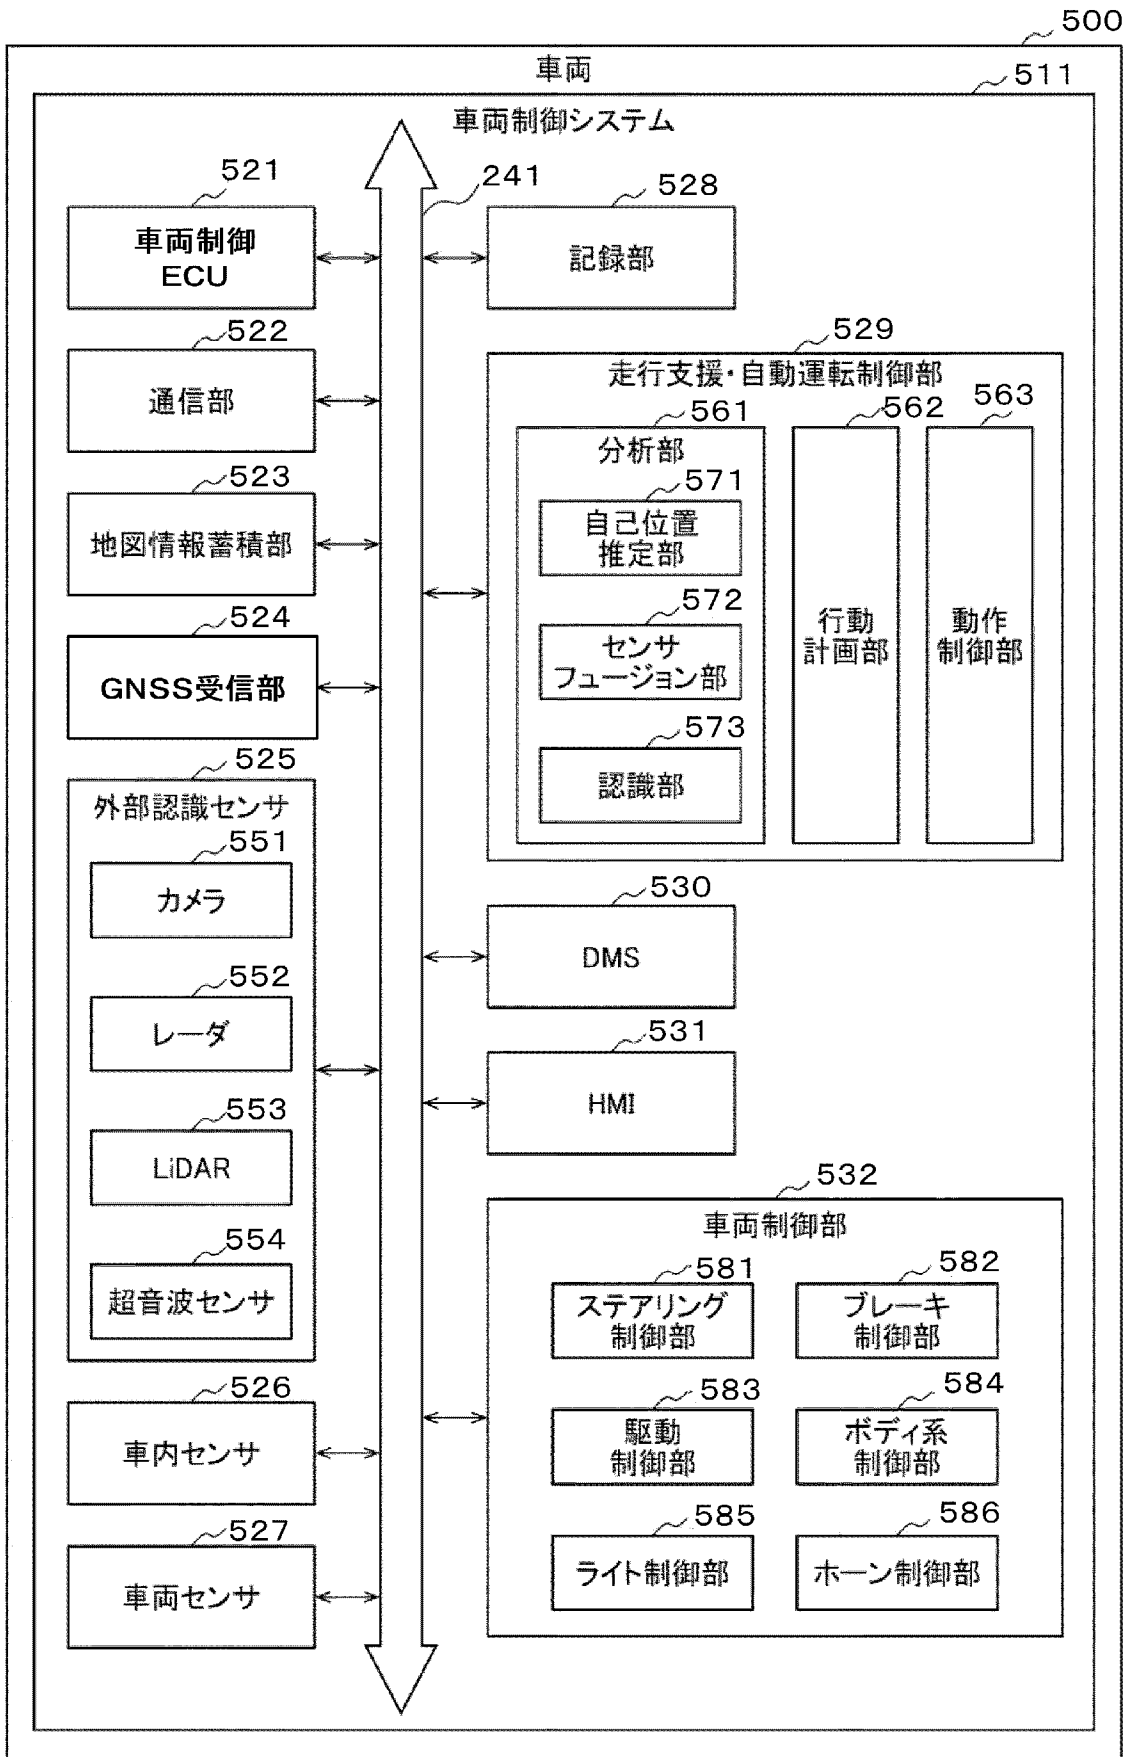 500
車両
511
車両制御システム
521
車両制御
ECU
241
528
記録部
522
通信部
523
地図情報蓄積部
524
GNSS受信部
525
外部認識センサ
551
カメラ
552
レーダ
553
LiDAR
554
超音波センサ
526
車内センサ
527
車両センサ
529
走行支援・自動運転制御部
561
分析部
571
自己位置
推定部
572
センサ
フュージョン部
573
認識部
562
行動
計画部
563
動作
制御部
530
DMS
531
HMI
532
車両制御部
581
ステアリング
制御部
582
ブレーキ
制御部
583
駆動
制御部
584
ボディ系
制御部
585
ライト制御部
586
ホーン制御部